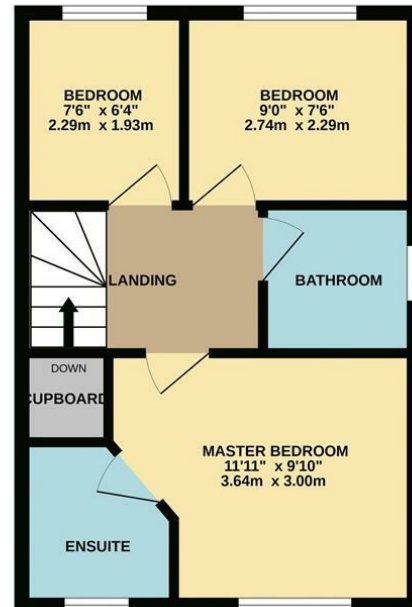 BEDROOM
7'6" x 6'4"
2.29m x 1.93m
BEDROOM
9'0" x 7'6"
2.74m x 2.29m
LANDING
BATHROOM
DOWN
CUPBOARD
MASTER BEDROOM
11'11" x 9'10"
3.64m x 3.00m
ENSUITE